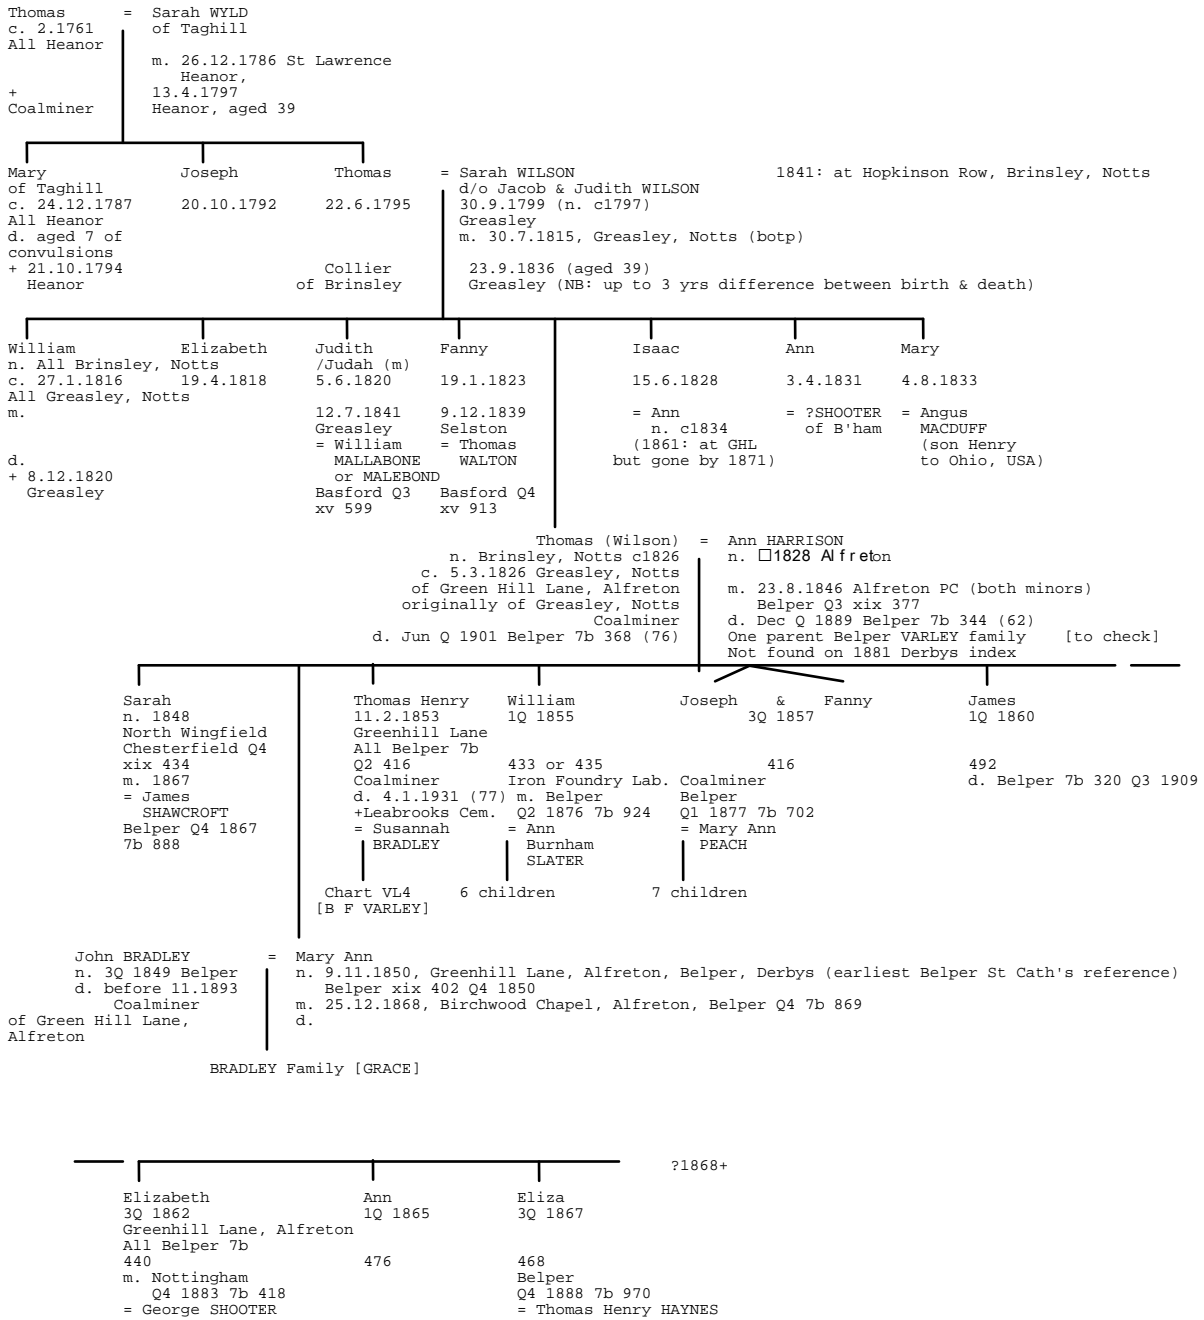 Thomas = Sarah WYLD
c. 2.1761 of Taghill
All Heanor
m. 26.12.1786 St Lawrence
Heanor,
+ 13.4.1797
Coalminer Heanor, aged 39
Mary Joseph Thomas = Sarah WILSON 1841: at Hopkinson Row, Brinsley, Notts
of Taghill d/o Jacob & Judith WILSON
c. 24.12.1787 20.10.1792 22.6.1795 30.9.1799 (n. c1797)
All Heanor Greasley
d. aged 7 of m. 30.7.1815, Greasley, Notts (botp)
convulsions
+ 21.10.1794 Collier 23.9.1836 (aged 39)
Heanor of Brinsley Greasley (NB: up to 3 yrs difference between birth & death)
William Elizabeth Judith Fanny Isaac Ann Mary
n. All Brinsley, Notts /Judah (m)
c. 27.1.1816 19.4.1818 5.6.1820 19.1.1823 15.6.1828 3.4.1831 4.8.1833
All Greasley, Notts
m. 12.7.1841 9.12.1839 = Ann = ?SHOOTER = Angus
Greasley Selston n. c1834 of B'ham MACDUFF
= William = Thomas (1861: at GHL (son Henry
d. MALLABONE WALTON but gone by 1871) to Ohio, USA)
+ 8.12.1820 or MALEBOND
Greasley Basford Q3 Basford Q4
xv 599 xv 913
Thomas (Wilson) = Ann HARRISON
n. Brinsley, Notts c1826 n. □1828 Alfreton
c. 5.3.1826 Greasley, Notts
of Green Hill Lane, Alfreton m. 23.8.1846 Alfreton PC (both minors)
originally of Greasley, Notts Belper Q3 xix 377
Coalminer d. Dec Q 1889 Belper 7b 344 (62)
d. Jun Q 1901 Belper 7b 368 (76) One parent Belper VARLEY family [to check]
Not found on 1881 Derbys index
Sarah Thomas Henry William Joseph & Fanny James
n. 1848 11.2.1853 1Q 1855 3Q 1857 1Q 1860
North Wingfield Greenhill Lane
Chesterfield Q4 All Belper 7b
xix 434 Q2 416 433 or 435 416 492
m. 1867 Coalminer Iron Foundry Lab. Coalminer d. Belper 7b 320 Q3 1909
= James d. 4.1.1931 (77) m. Belper Belper
SHAWCROFT +Leabrooks Cem. Q2 1876 7b 924 Q1 1877 7b 702
Belper Q4 1867 = Susannah = Ann = Mary Ann
7b 888 BRADLEY Burnham PEACH
SLATER
Chart VL4 6 children 7 children
[B F VARLEY]
John BRADLEY = Mary Ann
n. 3Q 1849 Belper n. 9.11.1850, Greenhill Lane, Alfreton, Belper, Derbys (earliest Belper St Cath's reference)
d. before 11.1893 Belper xix 402 Q4 1850
Coalminer m. 25.12.1868, Birchwood Chapel, Alfreton, Belper Q4 7b 869
of Green Hill Lane, d.
Alfreton
BRADLEY Family [GRACE]
?1868+
Elizabeth Ann Eliza
3Q 1862 1Q 1865 3Q 1867
Greenhill Lane, Alfreton
All Belper 7b
440 476 468
m. Nottingham Belper
Q4 1883 7b 418 Q4 1888 7b 970
= George SHOOTER = Thomas Henry HAYNES